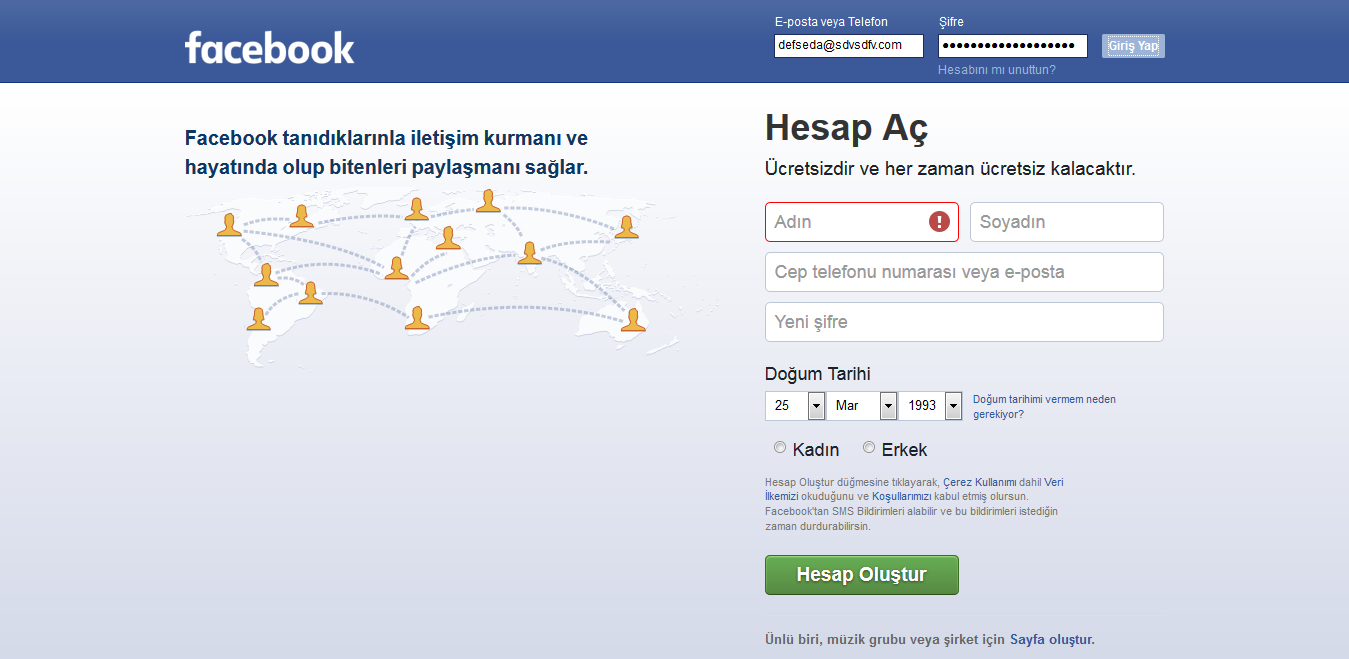 facebook
E-posta veya Telefon
Şifre
defseda@sdvsdfv.com
●●●●●●●●●●●●●●●●●●●
Giriş Yap
Hesabını mı unuttun?
Facebook tanıdıklarınla iletişim kurmanı ve
hayatında olup bitenleri paylaşmanı sağlar.
Hesap Aç
Ücretsizdir ve her zaman ücretsiz kalacaktır.
Adın
Soyadın
Cep telefonu numarası veya e-posta
Yeni şifre
Doğum Tarihi
25 Mar 1993
Doğum tarihimi vermem neden
gerekiyor?
Kadın Erkek
Hesap Oluştur düğmesine tıklayarak, Çerez Kullanımı dahil Veri
İlkemizi okuduğunu ve Koşullarımızı kabul etmiş olursun.
Facebook'tan SMS Bildirimleri alabilir ve bu bildirimleri istediğin
zaman durdurabilirsin.
Hesap Oluştur
Ünlü biri, müzik grubu veya şirket için Sayfa oluştur.